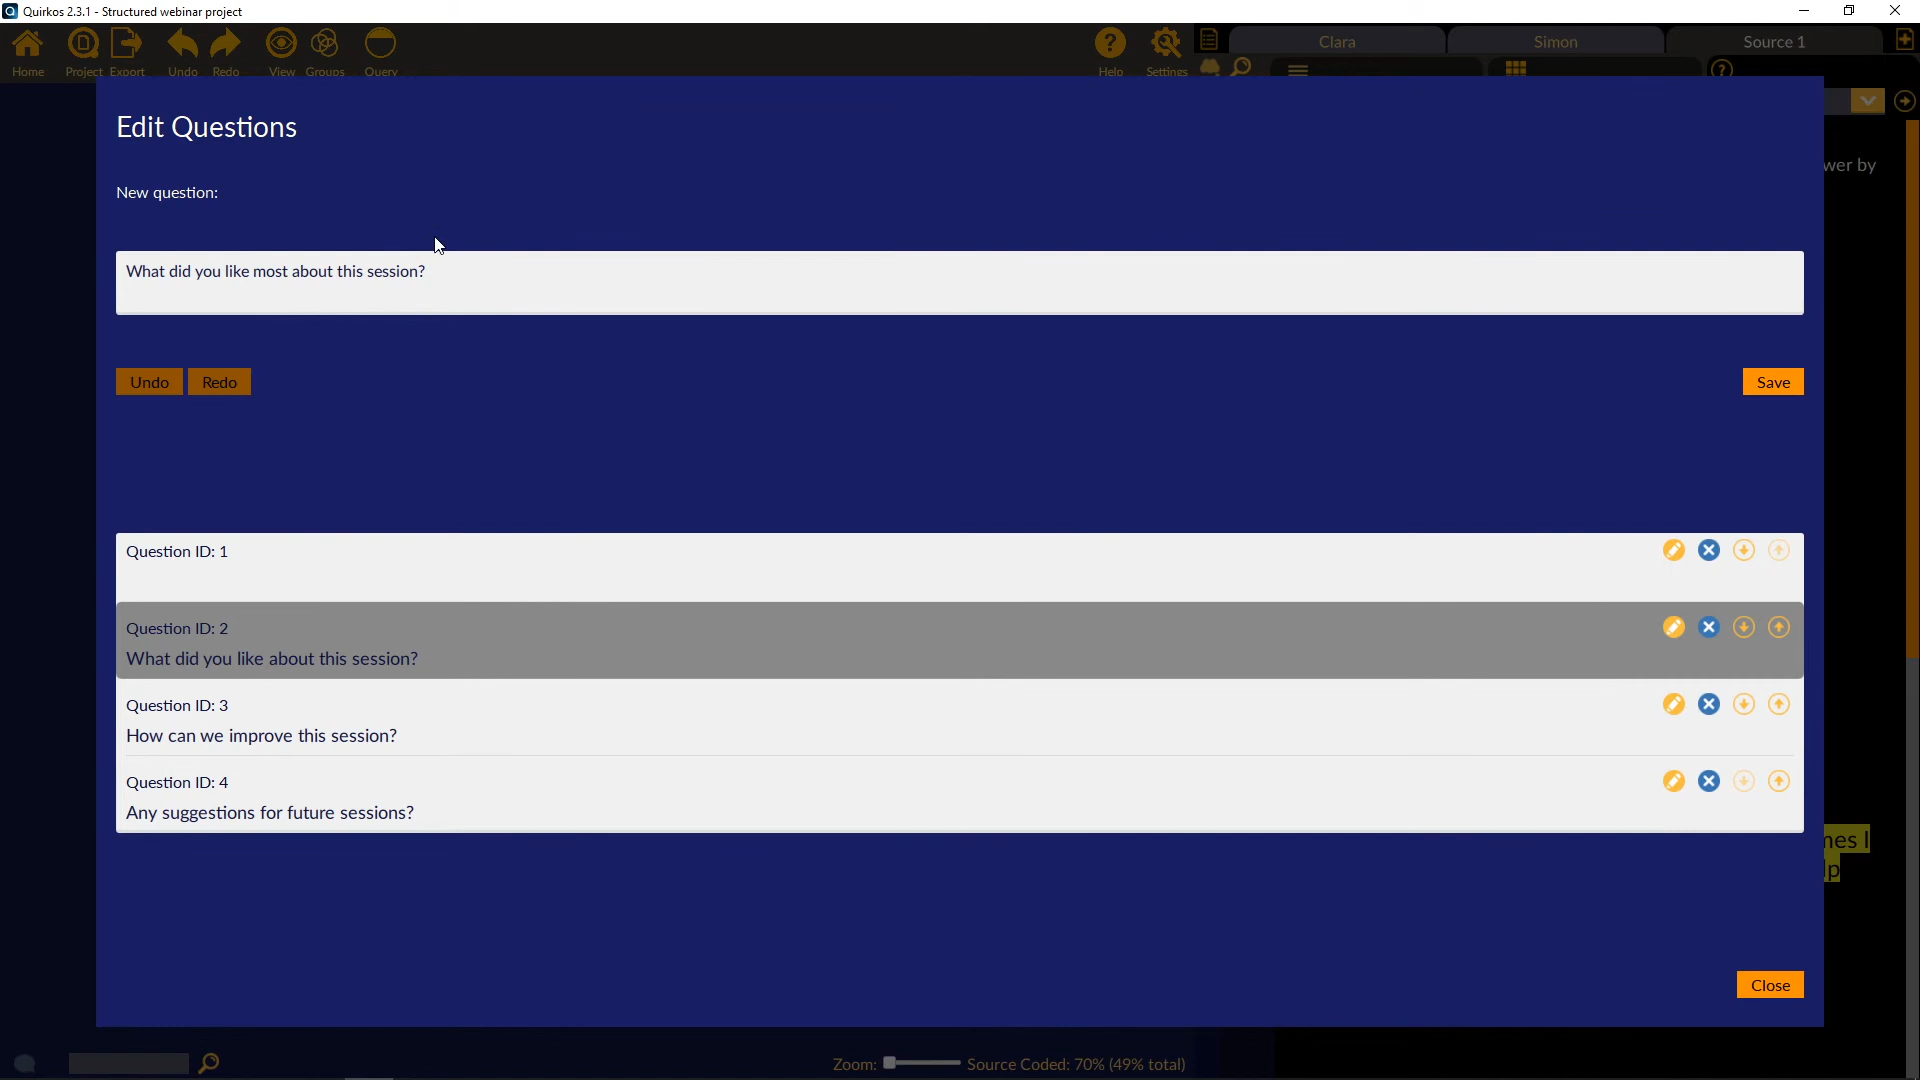 Quirkos 2.3.1 - Structured webinar project
Home
Project
Export
Undo
Redo
View
Groups
Query
Help
Settings
Clara
Simon
Source 1
wer by
Edit Questions
New question:
What did you like most about this session?
Undo
Redo
Save
Question ID: 1
Question ID: 2
What did you like about this session?
Question ID: 3
How can we improve this session?
Question ID: 4
Any suggestions for future sessions?
Close
Zoom:
Source Coded: 70% (49% total)